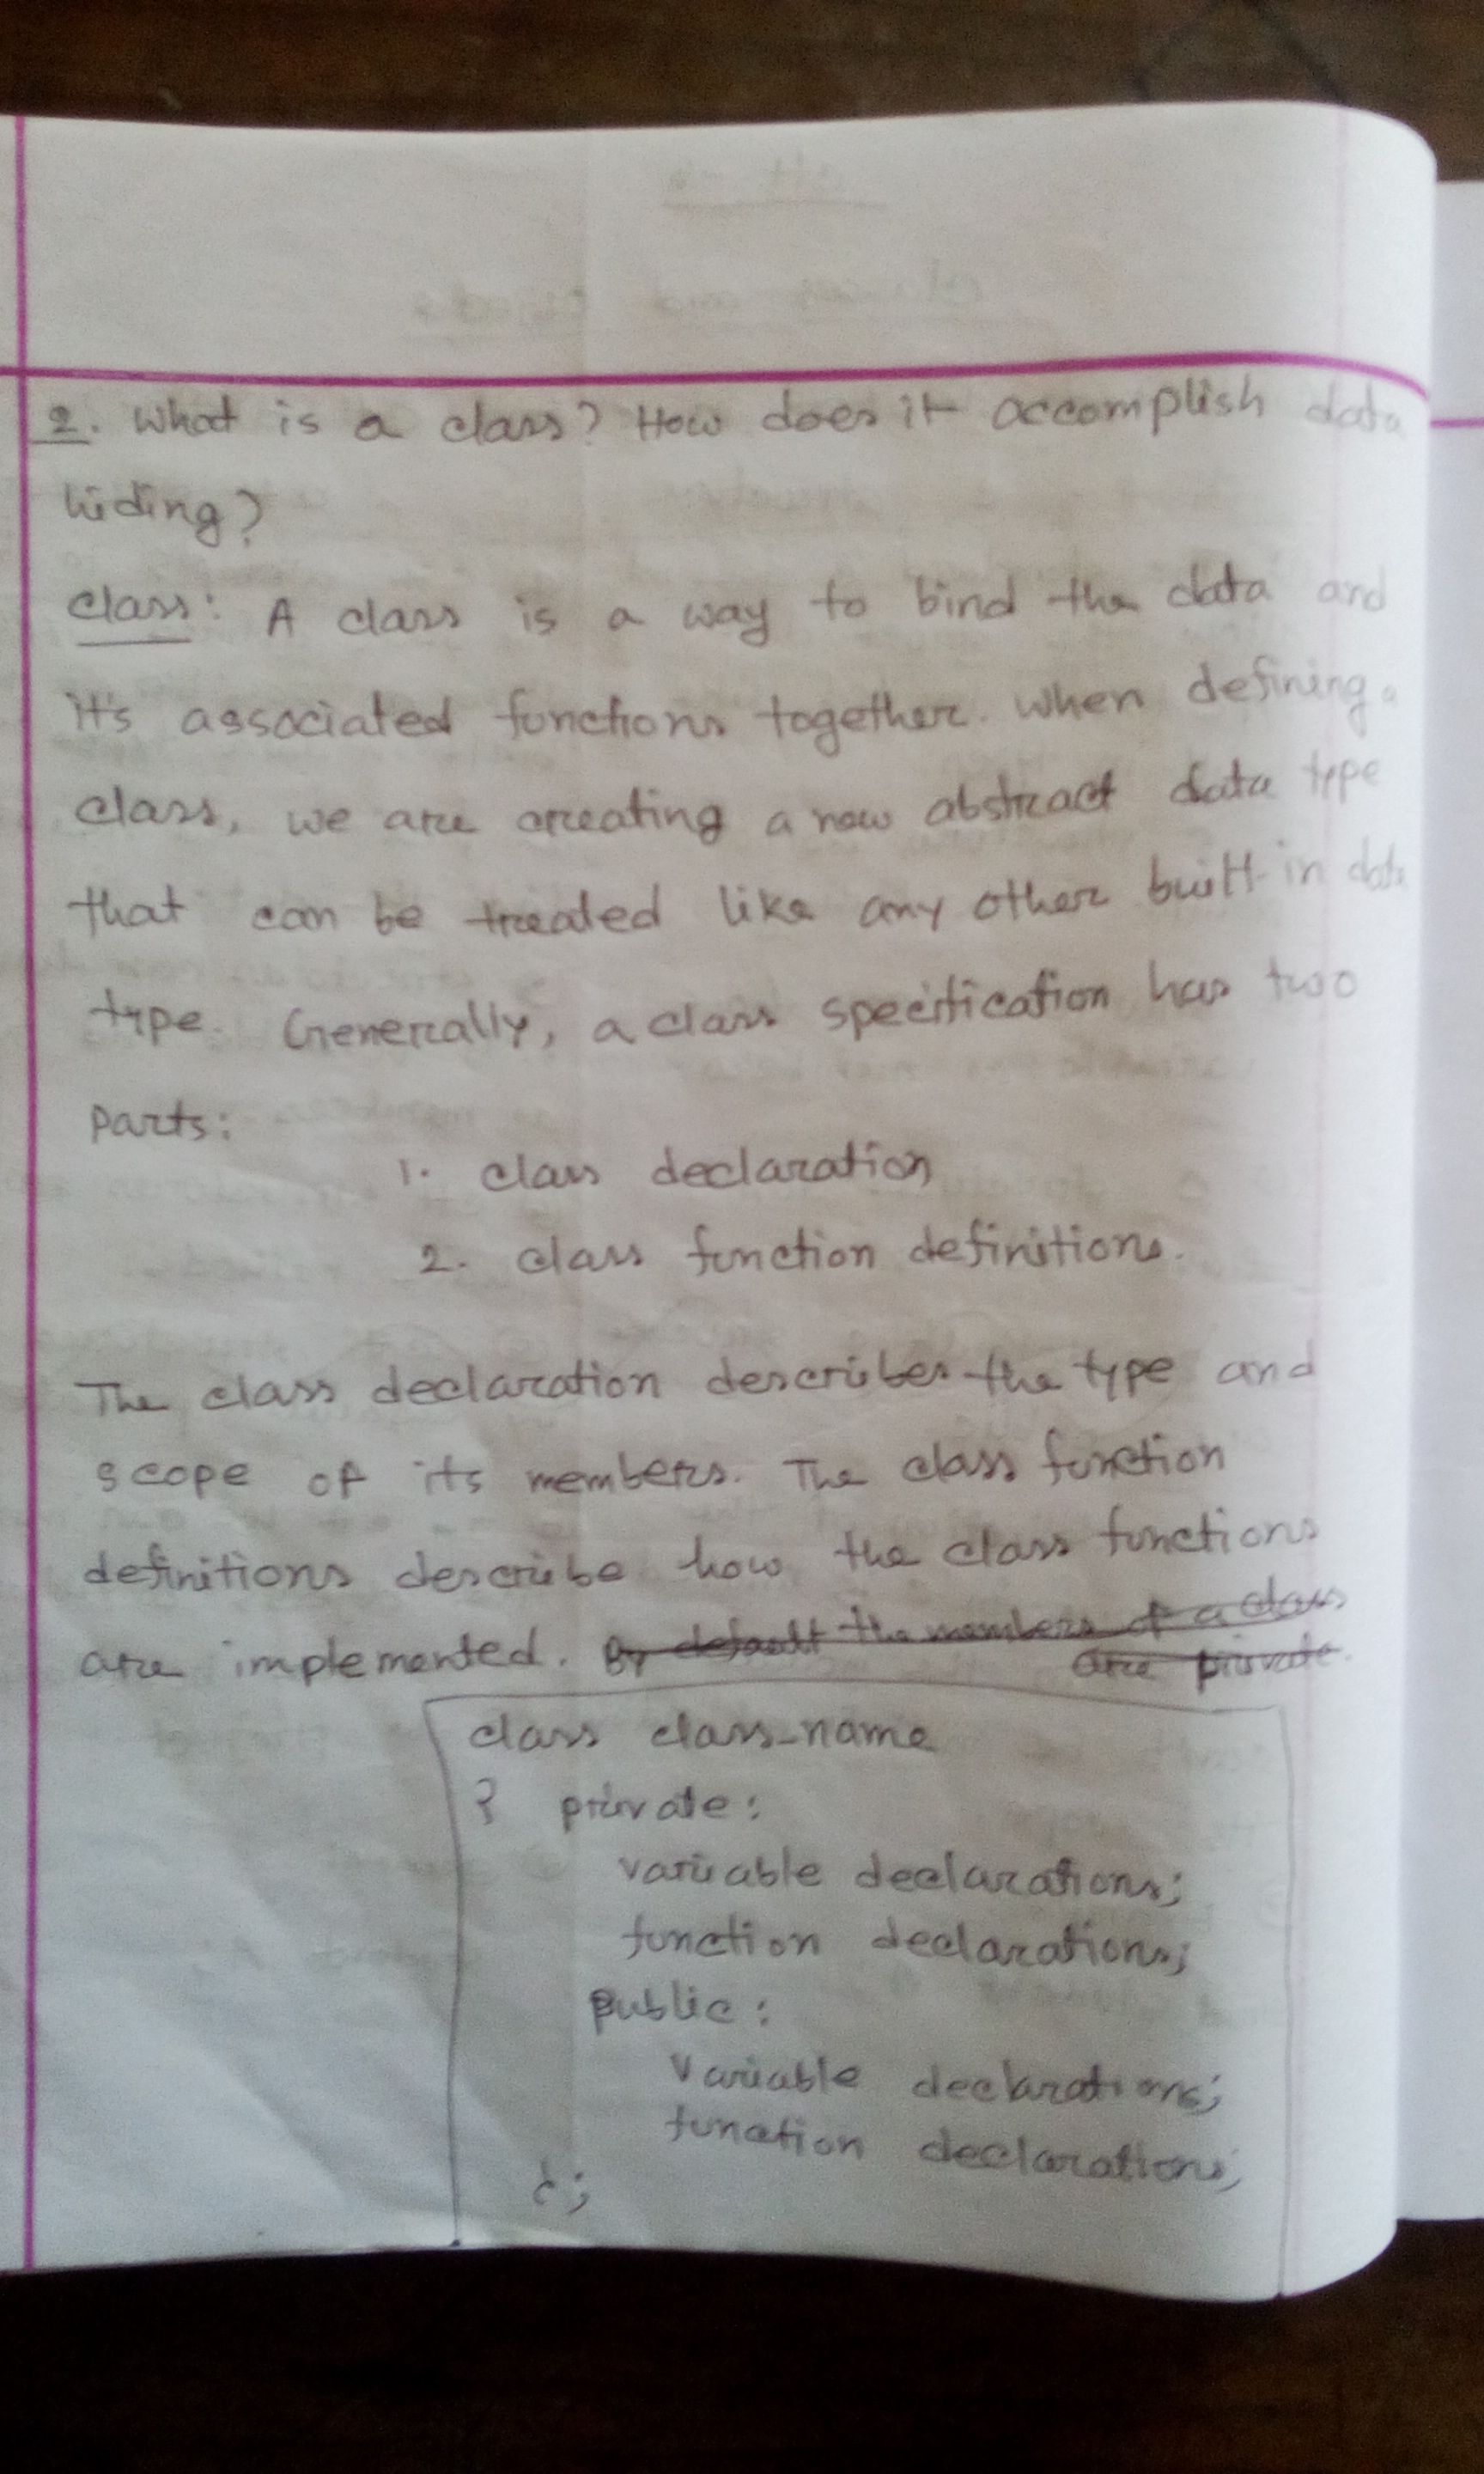 2. What is a class? How does it accomplish data
hiding?
class: A class is a way to bind the data and
it's associated functions together. When defining a
class, we are creating a new abstract data type
that can be treated like any other built-in data
type. Generally, a class specification has two
parts:
1. class declaration
2. class function definitions.
The class declaration describes the type and
scope of its members. The class function
definitions describe how the class functions
are implemented. By default the members of a class
are private.
class class-name
{ private:
variable declarations;
function declarations;
public:
variable declarations;
function declarations;
};